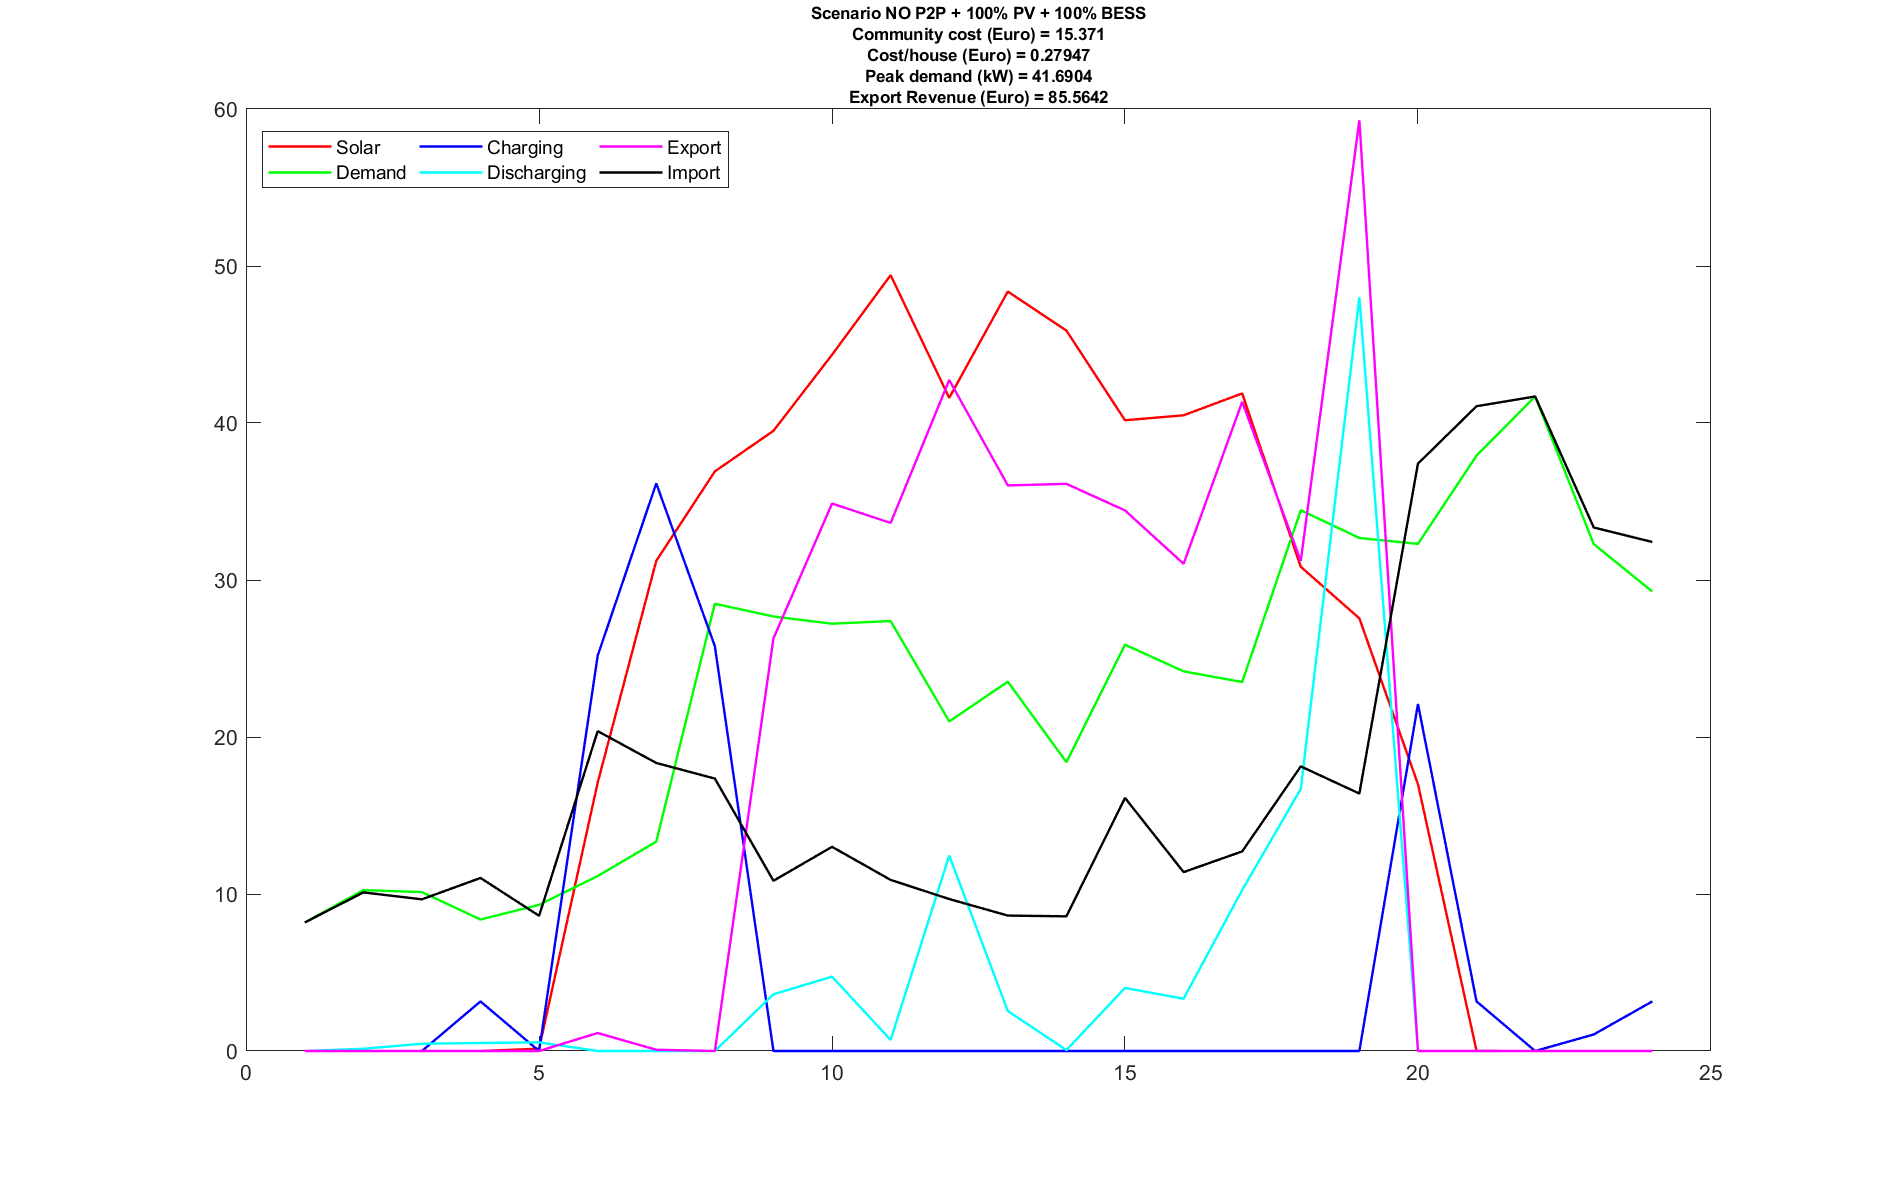 Scenario NO P2P + 100% PV + 100% BESS
Community cost (Euro) = 15.371
Cost/house (Euro) = 0.27947
Peak demand (kW) = 41.6904
Export Revenue (Euro) = 85.5642
60
Solar Charging Export
Demand Discharging Import
50
40
30
20
10
0
0 5 10 15 20 25